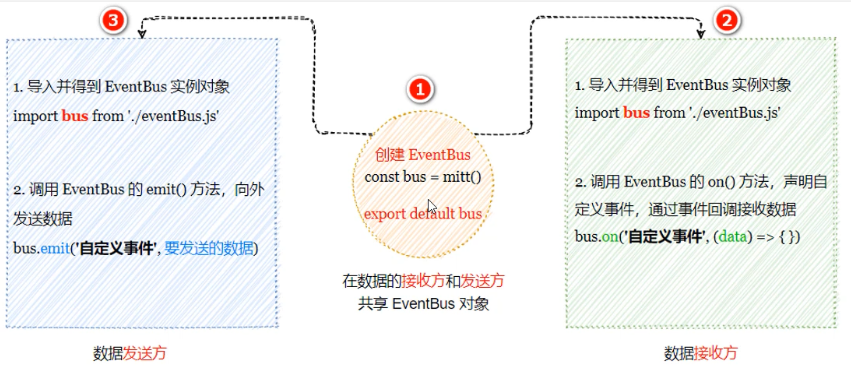 3
1. 导入并得到 EventBus 实例对象
import bus from './eventBus.js'
2. 调用 EventBus 的 emit() 方法，向外
发送数据
bus.emit('自定义事件', 要发送的数据)
数据发送方
1
创建 EventBus
const bus = mitt()
export default bus
在数据的接收方和发送方
共享 EventBus 对象
2
1. 导入并得到 EventBus 实例对象
import bus from './eventBus.js'
2. 调用 EventBus 的 on() 方法，声明自
定义事件，通过事件回调接收数据
bus.on('自定义事件', (data) => { })
数据接收方